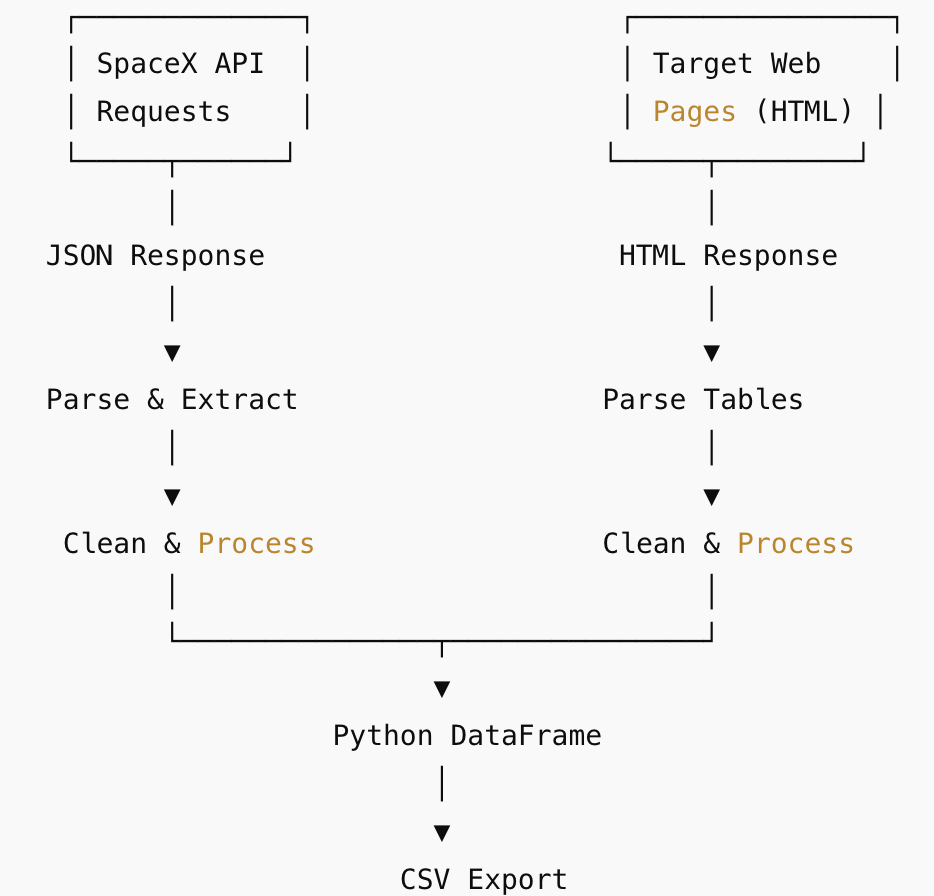 SpaceX API
Requests
Target Web
Pages (HTML)
JSON Response
HTML Response
Parse & Extract
Parse Tables
Clean & Process
Clean & Process
Python DataFrame
CSV Export